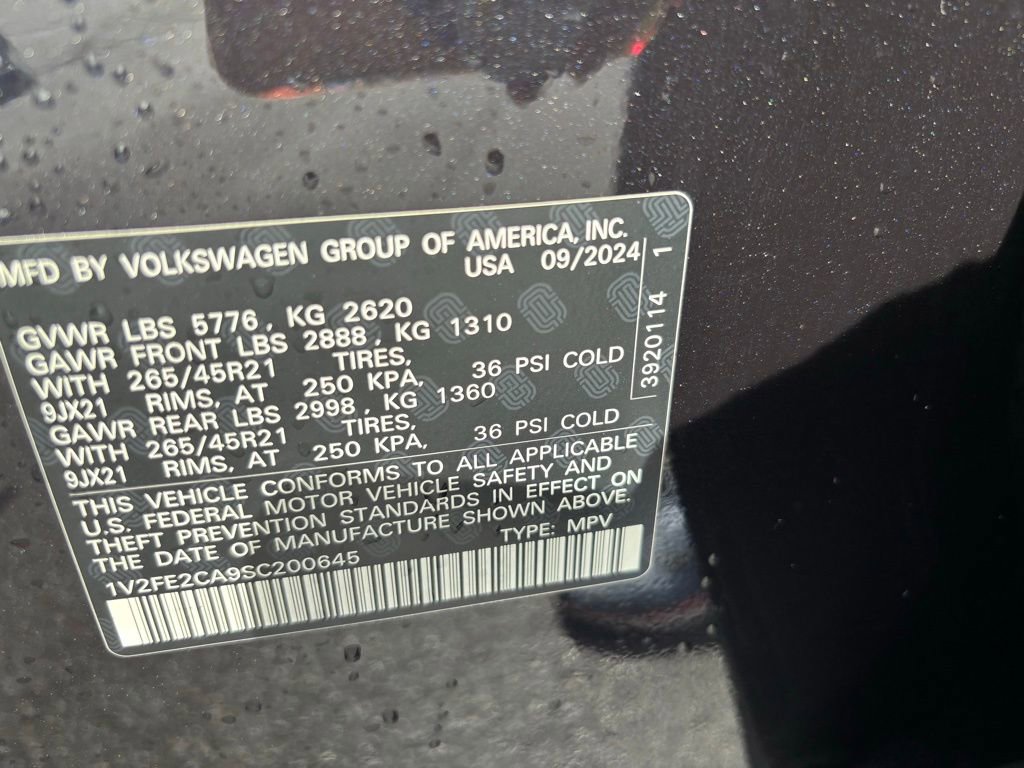 MFD BY VOLKSWAGEN GROUP OF AMERICA, INC.
USA 09/2024
GVWR LBS 5776, KG 2620
GAWR FRONT LBS 2888, KG 1310
WITH 265/45R21 TIRES,
9JX21 RIMS, AT 250 KPA, 36 PSI COLD
GAWR REAR LBS 2998, KG 1360
WITH 265/45R21 TIRES,
9JX21 RIMS, AT 250 KPA, 36 PSI COLD
THIS VEHICLE CONFORMS TO ALL APPLICABLE
U.S. FEDERAL MOTOR VEHICLE SAFETY AND
THEFT PREVENTION STANDARDS IN EFFECT ON
THE DATE OF MANUFACTURE SHOWN ABOVE.
1V2FE2CA9SC200645 TYPE: MPV
3920114 1